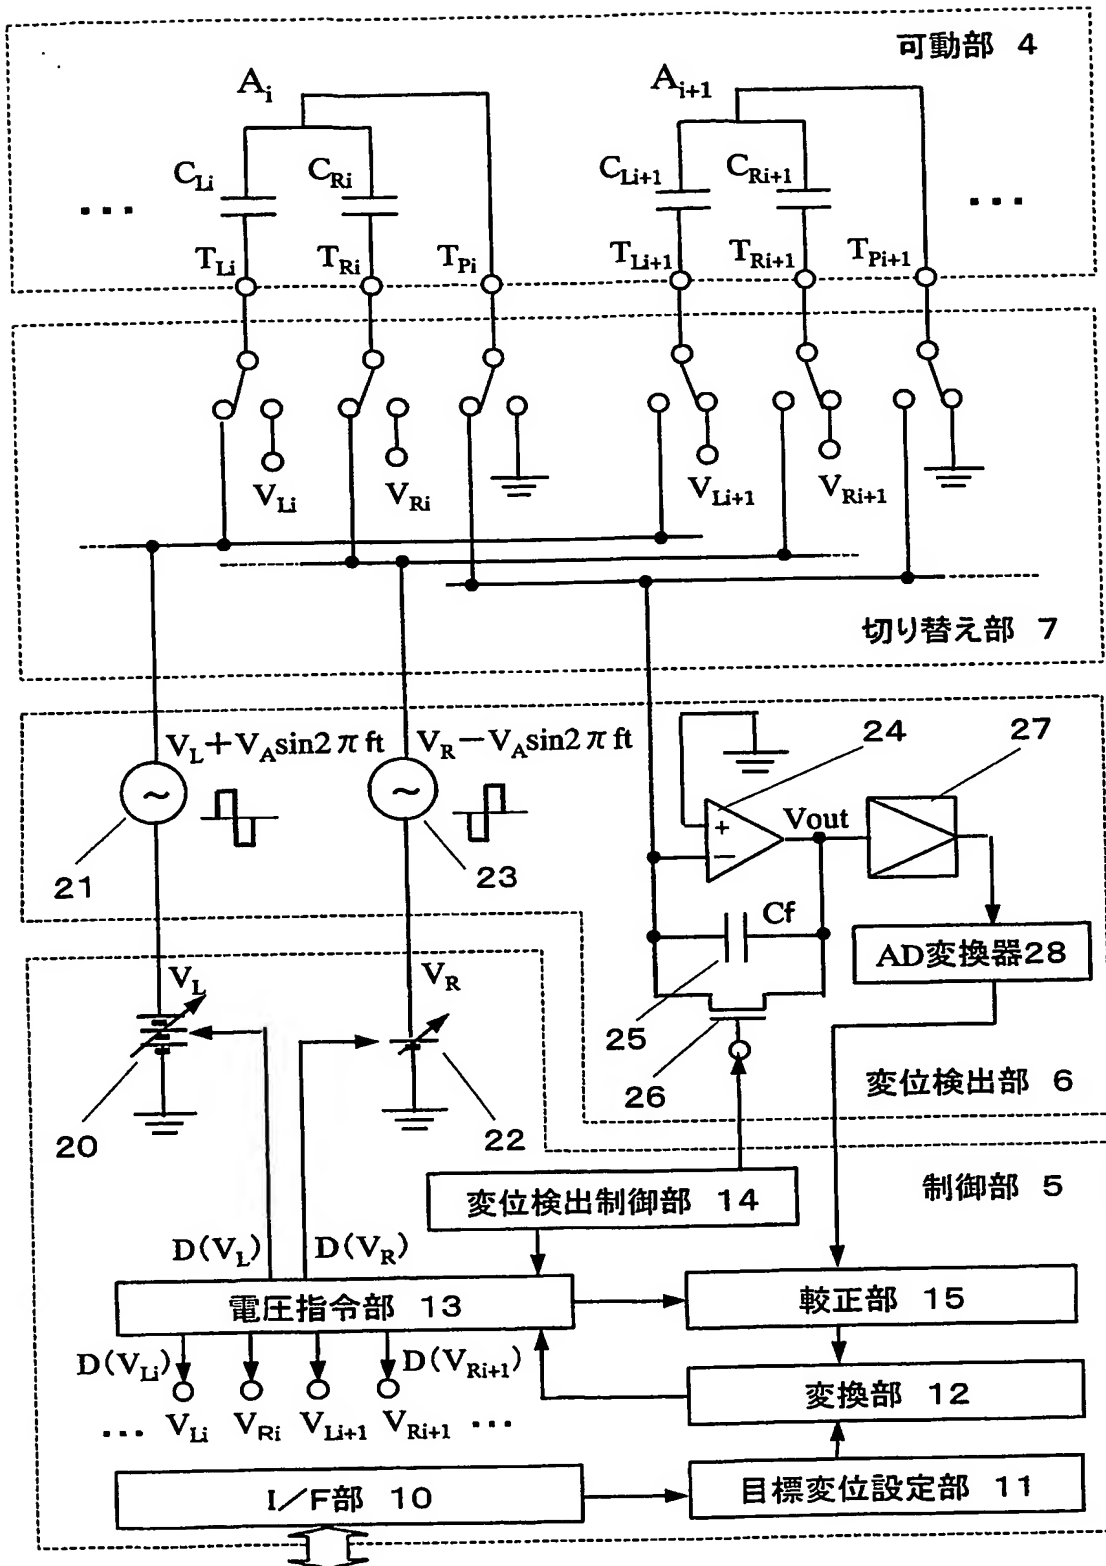 可動部 4
Ai
Ai+1
CLi
CRi
CLi+1
CRi+1
...
...
TLi
TRi
TPi
TLi+1
TRi+1
TPi+1
VLi
VRi
VLi+1
VRi+1
切り替え部 7
VL+VAsin2πft
VR−VAsin2πft
24
27
+
−
Vout
~
~
21
23
Cf
AD変換器28
VL
VR
25
26
変位検出部 6
20
22
制御部 5
変位検出制御部 14
D(VL)
D(VR)
電圧指令部 13
較正部 15
D(VLi)
D(VRi+1)
変換部 12
... VLi VRi VLi+1 VRi+1 ...
I/F部 10
目標変位設定部 11